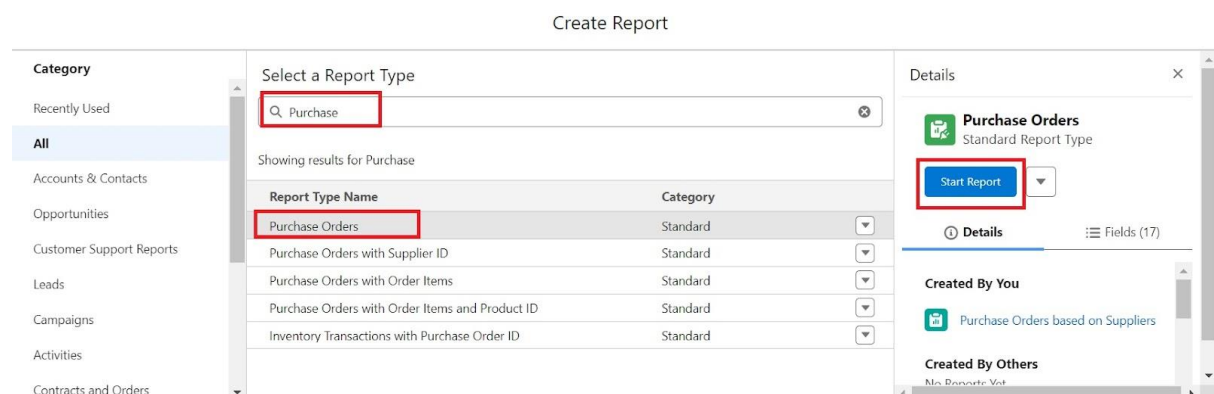 Create Report
Category
Recently Used
All
Accounts & Contacts
Opportunities
Customer Support Reports
Leads
Campaigns
Activities
Contracts and Orders
Select a Report Type
Purchase
Showing results for Purchase
Report Type Name Category
Purchase Orders Standard
Purchase Orders with Supplier ID Standard
Purchase Orders with Order Items Standard
Purchase Orders with Order Items and Product ID Standard
Inventory Transactions with Purchase Order ID Standard
Details
Purchase Orders
Standard Report Type
Start Report
Details Fields (17)
Created By You
Purchase Orders based on Suppliers
Created By Others
No Reports Yet